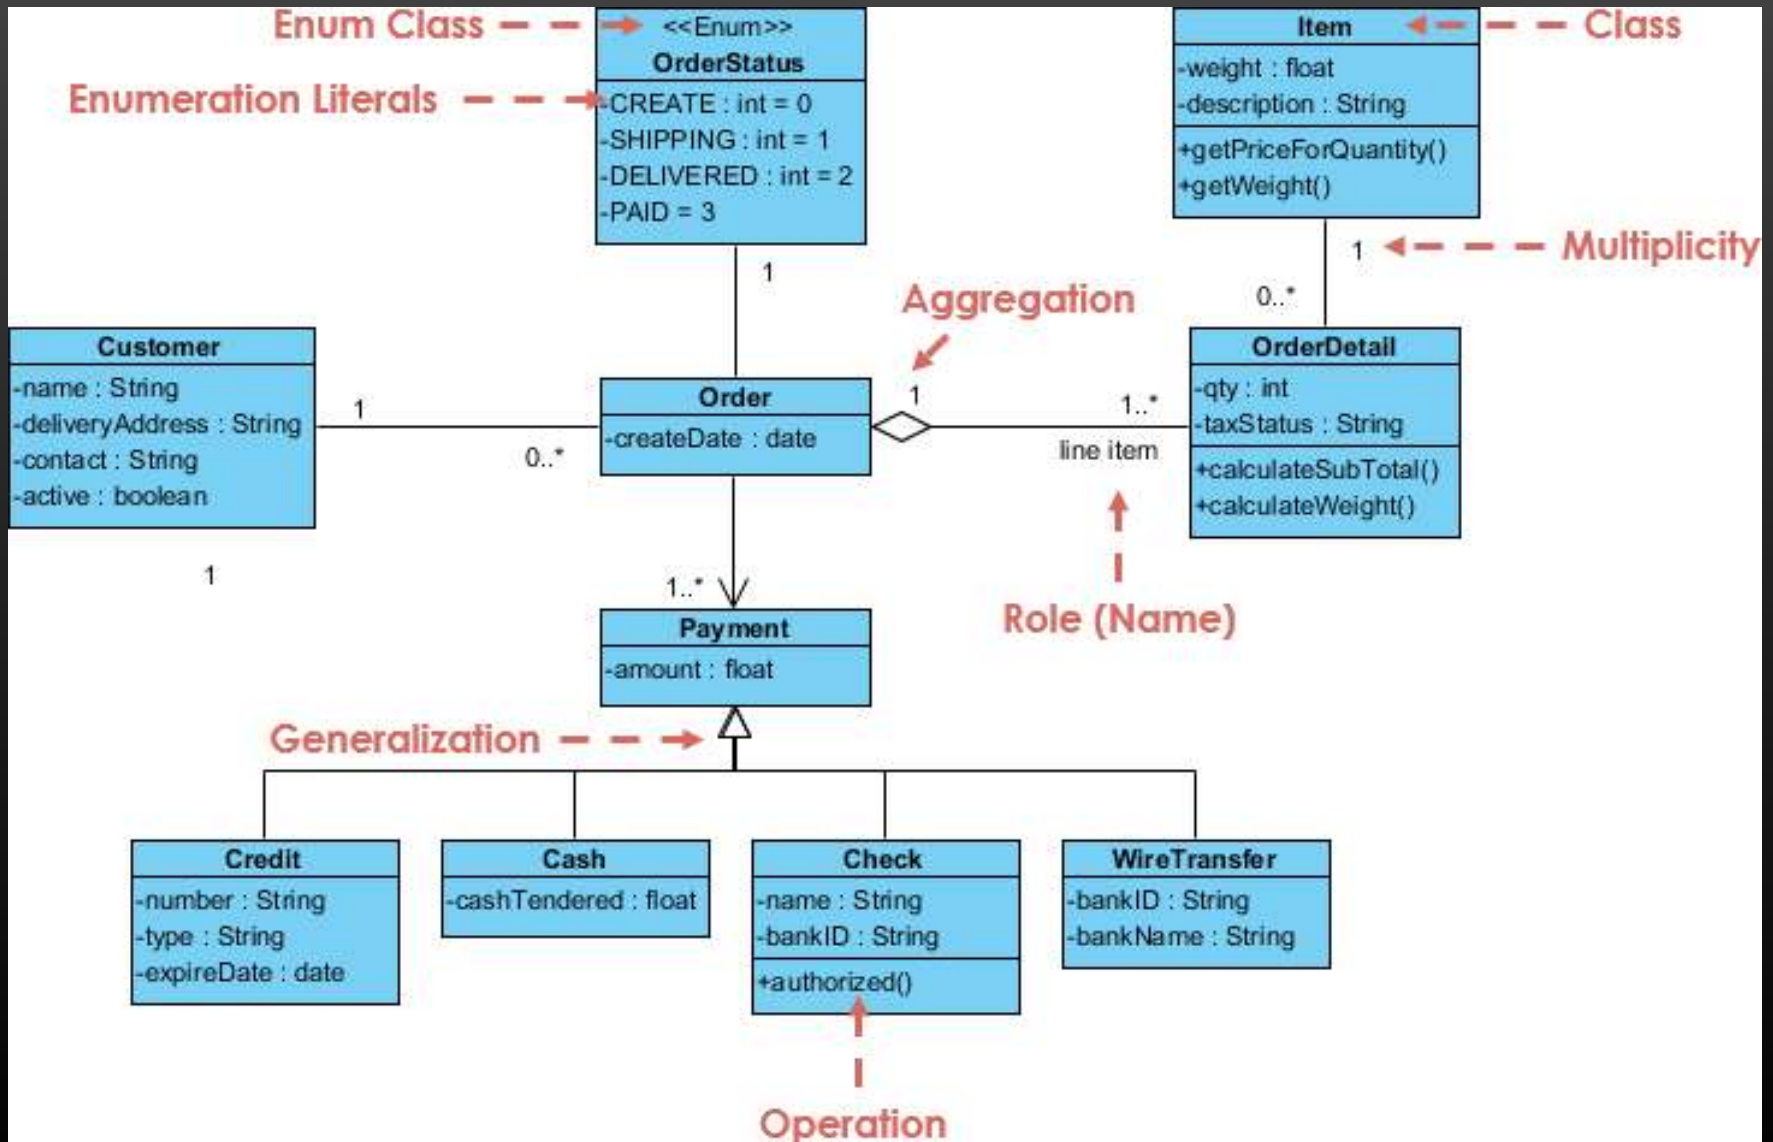 Enum Class
<<Enum>>
OrderStatus
Enumeration Literals
-CREATE : int = 0
-SHIPPING : int = 1
-DELIVERED : int = 2
-PAID = 3
Item
Class
-weight : float
-description : String
+getPriceForQuantity()
+getWeight()
1
Multiplicity
0..*
1
Aggregation
Customer
-name : String
-deliveryAddress : String
-contact : String
-active : boolean
1
0..*
1
Order
-createDate : date
1
1..*
line item
OrderDetail
-qty : int
-taxStatus : String
+calculateSubTotal()
+calculateWeight()
Role (Name)
1..*
Payment
-amount : float
Generalization
Credit
-number : String
-type : String
-expireDate : date
Cash
-cashTendered : float
Check
-name : String
-bankID : String
+authorized()
WireTransfer
-bankID : String
-bankName : String
Operation